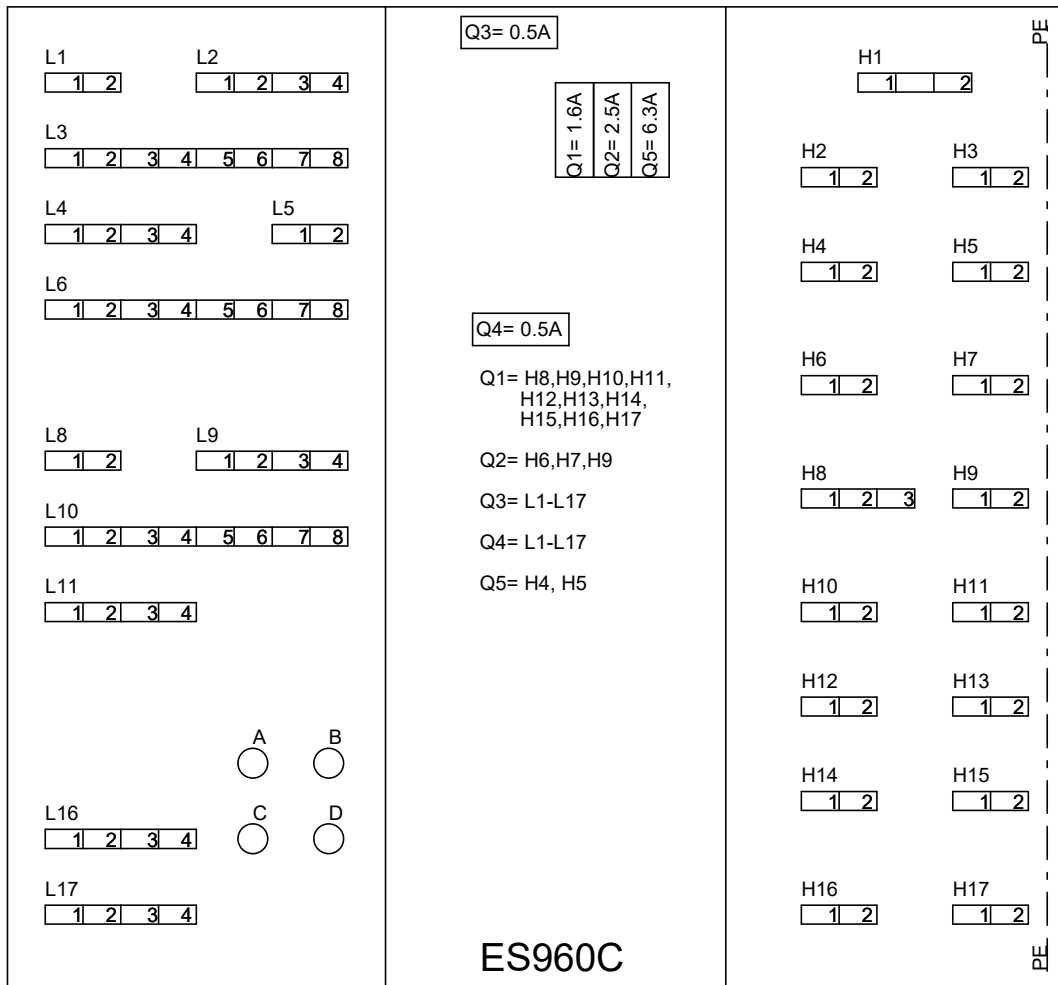 Q3= 0.5A
PE
L1 L2 H1
1 2 1 2 3 4 1 2
Q1= 1.6A
Q2= 2.5A
Q5= 6.3A
L3 H2 H3
1 2 3 4 5 6 7 8 1 2 1 2
L4 L5
1 2 3 4 1 2
H4 H5
1 2 1 2
L6
1 2 3 4 5 6 7 8
Q4= 0.5A
H6 H7
1 2 1 2
Q1= H8,H9,H10,H11,
H12,H13,H14,
H15,H16,H17
L8 L9
1 2 1 2 3 4
Q2= H6,H7,H9
H8 H9
1 2 3 1 2
Q3= L1-L17
L10
1 2 3 4 5 6 7 8
Q4= L1-L17
Q5= H4, H5
L11 H10 H11
1 2 3 4 1 2 1 2
H12 H13
1 2 1 2
A B
H14 H15
1 2 1 2
L16 C D
1 2 3 4
L17 H16 H17
1 2 3 4 1 2 1 2
ES960C
PE